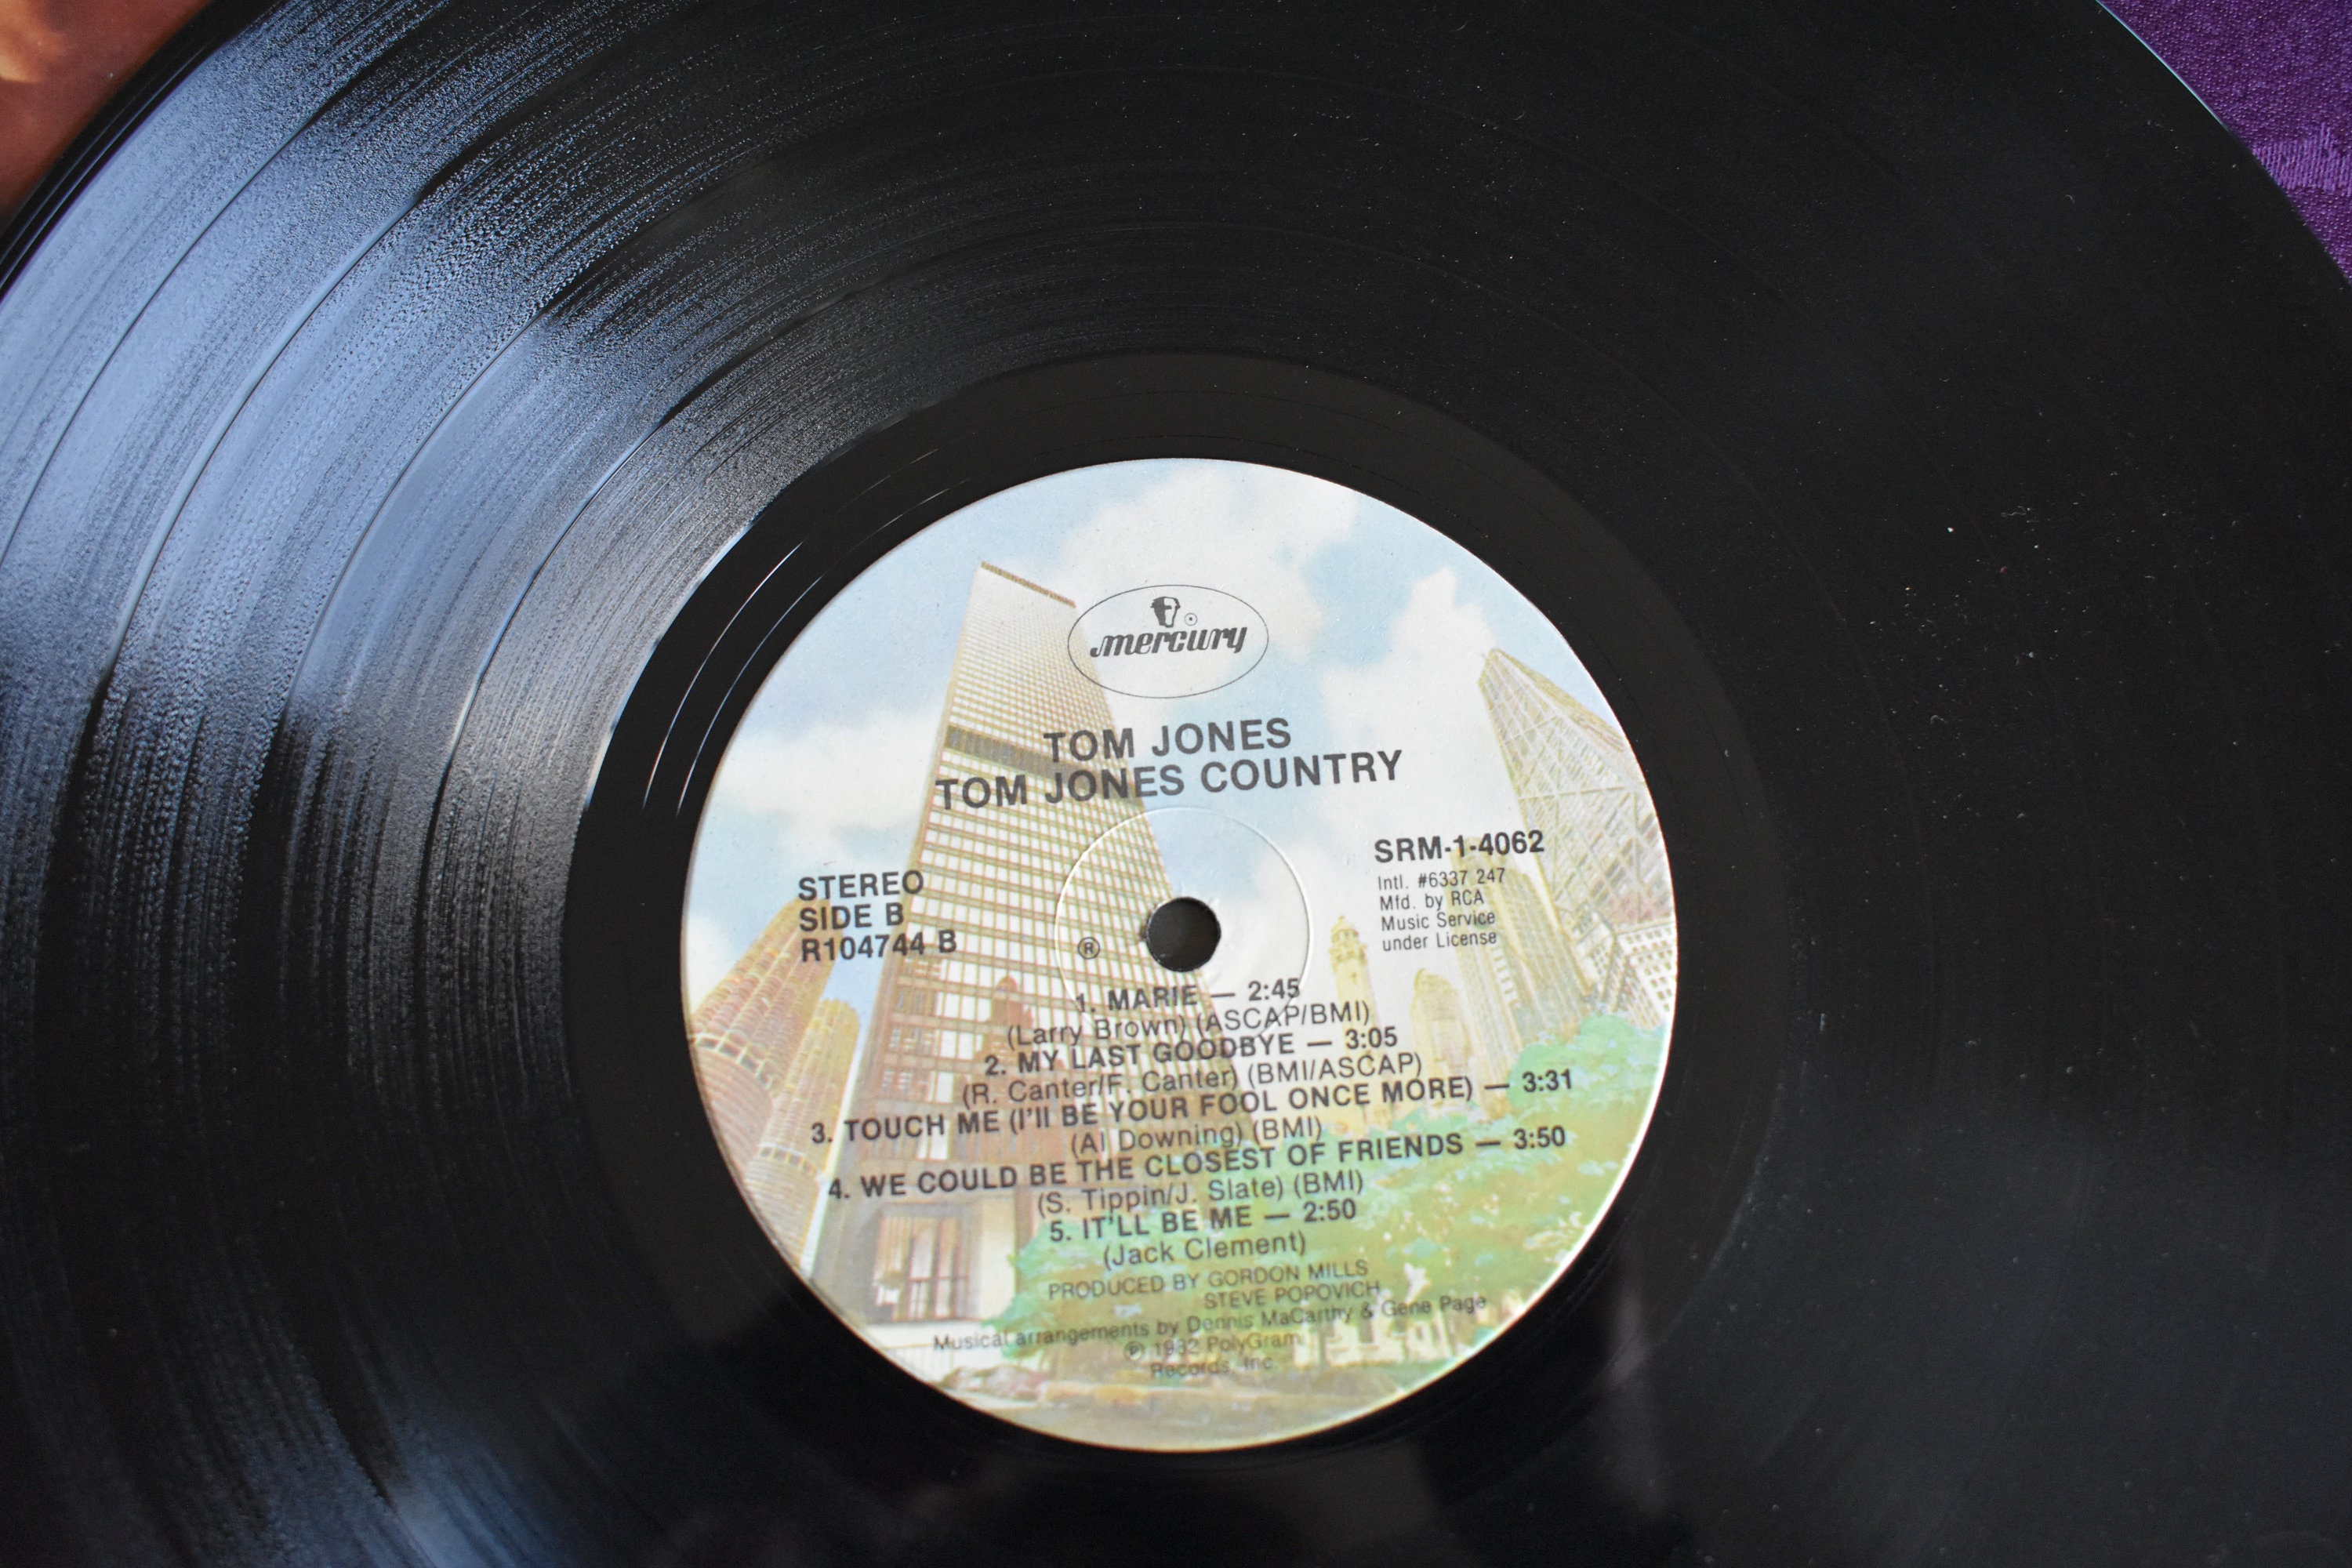 mercury
TOM JONES
TOM JONES COUNTRY
STEREO
SIDE B
R104744 B
SRM-1-4062
Intl. #6337 247
Mfd. by RCA
Music Service
under License
®
1. MARIE — 2:45
(Larry Brown) (ASCAP/BMI)
2. MY LAST GOODBYE — 3:05
(R. Canter/F. Canter) (BMI/ASCAP)
3. TOUCH ME (I'll BE YOUR FOOL ONCE MORE) — 3:31
(Al Downing) (BMI)
4. WE COULD BE THE CLOSEST OF FRIENDS — 3:50
(S. Tippin/J. Slate) (BMI)
5. IT'LL BE ME — 2:50
(Jack Clement)
PRODUCED BY GORDON MILLS
STEVE POPOVICH
Musical arrangements by Dennis MaCarthy & Gene Page
℗ 1982 PolyGram
Records, Inc.